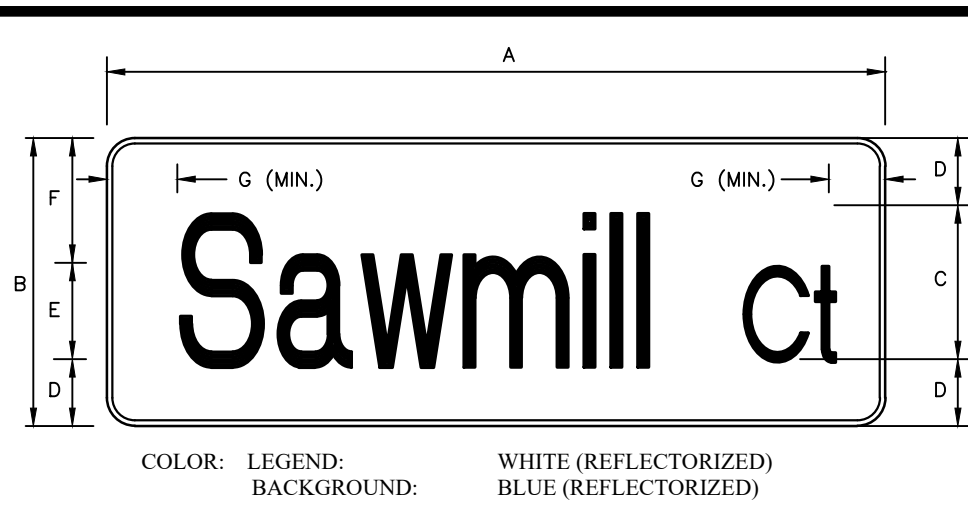 A
G (MIN.) G (MIN.)
D
F
Sawmill Ct
B
C
E
D
D
COLOR: LEGEND: WHITE (REFLECTORIZED)
BACKGROUND: BLUE (REFLECTORIZED)